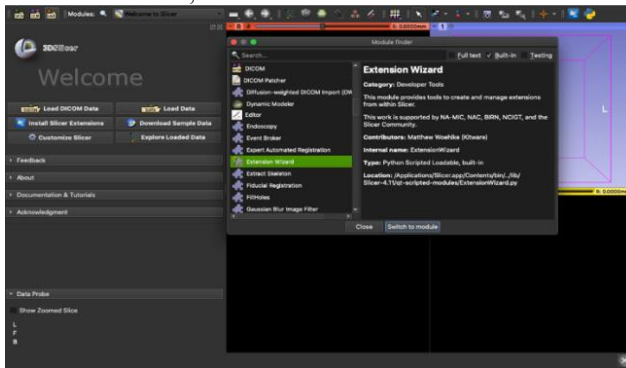 Modules:
Welcome to Slicer
R: 0.0000mm
1
Module finder
Search...
Full text
Built-in
Testing
3DSlicer
Welcome
Load DICOM Data
Load Data
Install Slicer Extensions
Download Sample Data
Customize Slicer
Explore Loaded Data
Feedback
About
Documentation & Tutorials
Acknowledgment
Data Probe
Show Zoomed Slice
L
F
B
DICOM
DICOM Patcher
Diffusion-weighted DICOM Import (DW
Dynamic Modeler
Editor
Endoscopy
Event Broker
Expert Automated Registration
Extension Wizard
Extract Skeleton
Fiducial Registration
FillHoles
Gaussian Blur Image Filter
Extension Wizard
Category: Developer Tools
This module provides tools to create and manage extensions
from within Slicer.
This work is supported by NA-MIC, NAC, BIRN, NCIGT, and the
Slicer Community.
Contributors: Matthew Woehlke (Kitware)
Internal name: ExtensionWizard
Type: Python Scripted Loadable, built-in
Location: /Applications/Slicer.app/Contents/bin/../lib/
Slicer-4.11/qt-scripted-modules/ExtensionWizard.py
Close
Switch to module
L
R: 0.0000mm